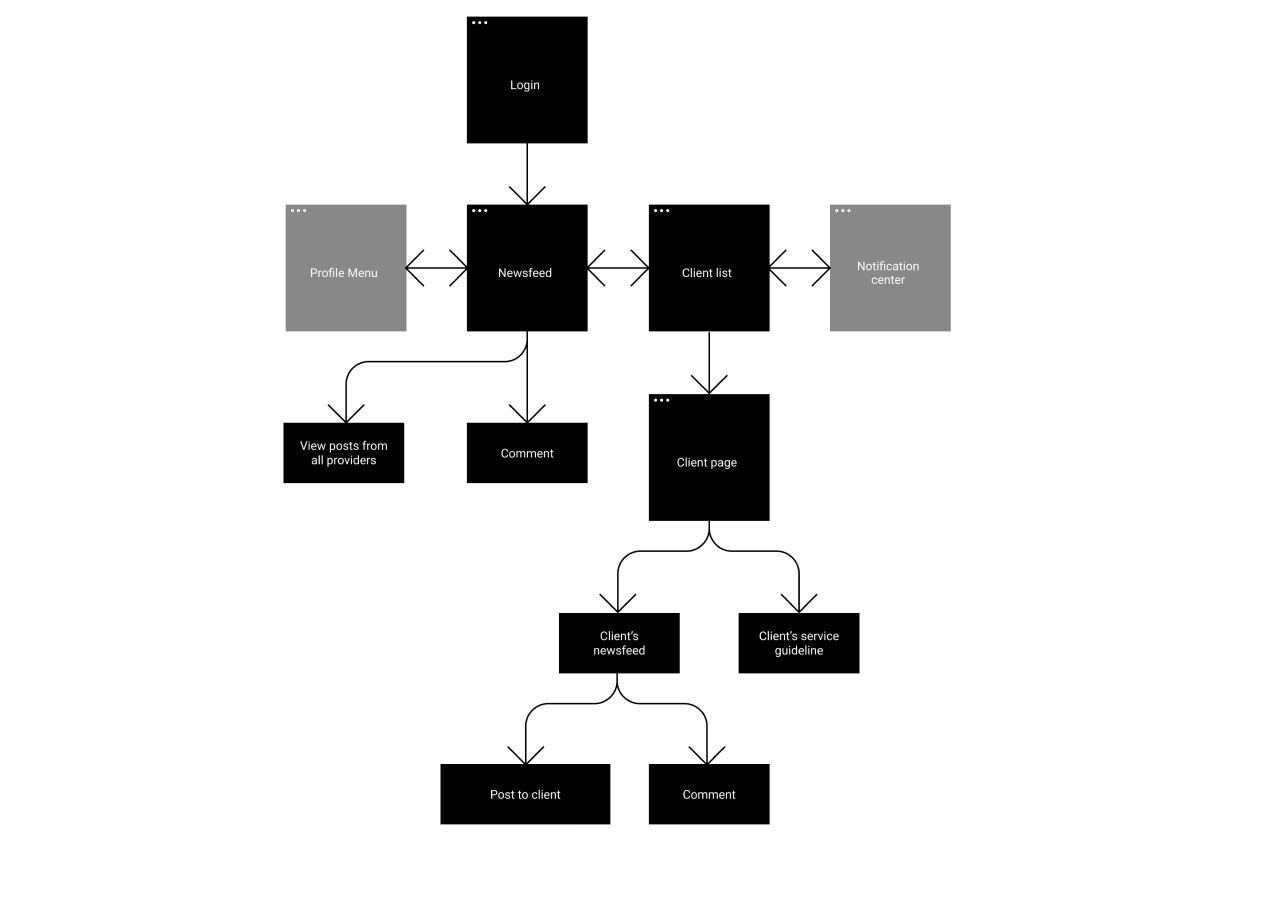 Login
Profile Menu
Newsfeed
Client list
Notification
center
View posts from
all providers
Comment
Client page
Client’s
newsfeed
Client’s service
guideline
Post to client
Comment